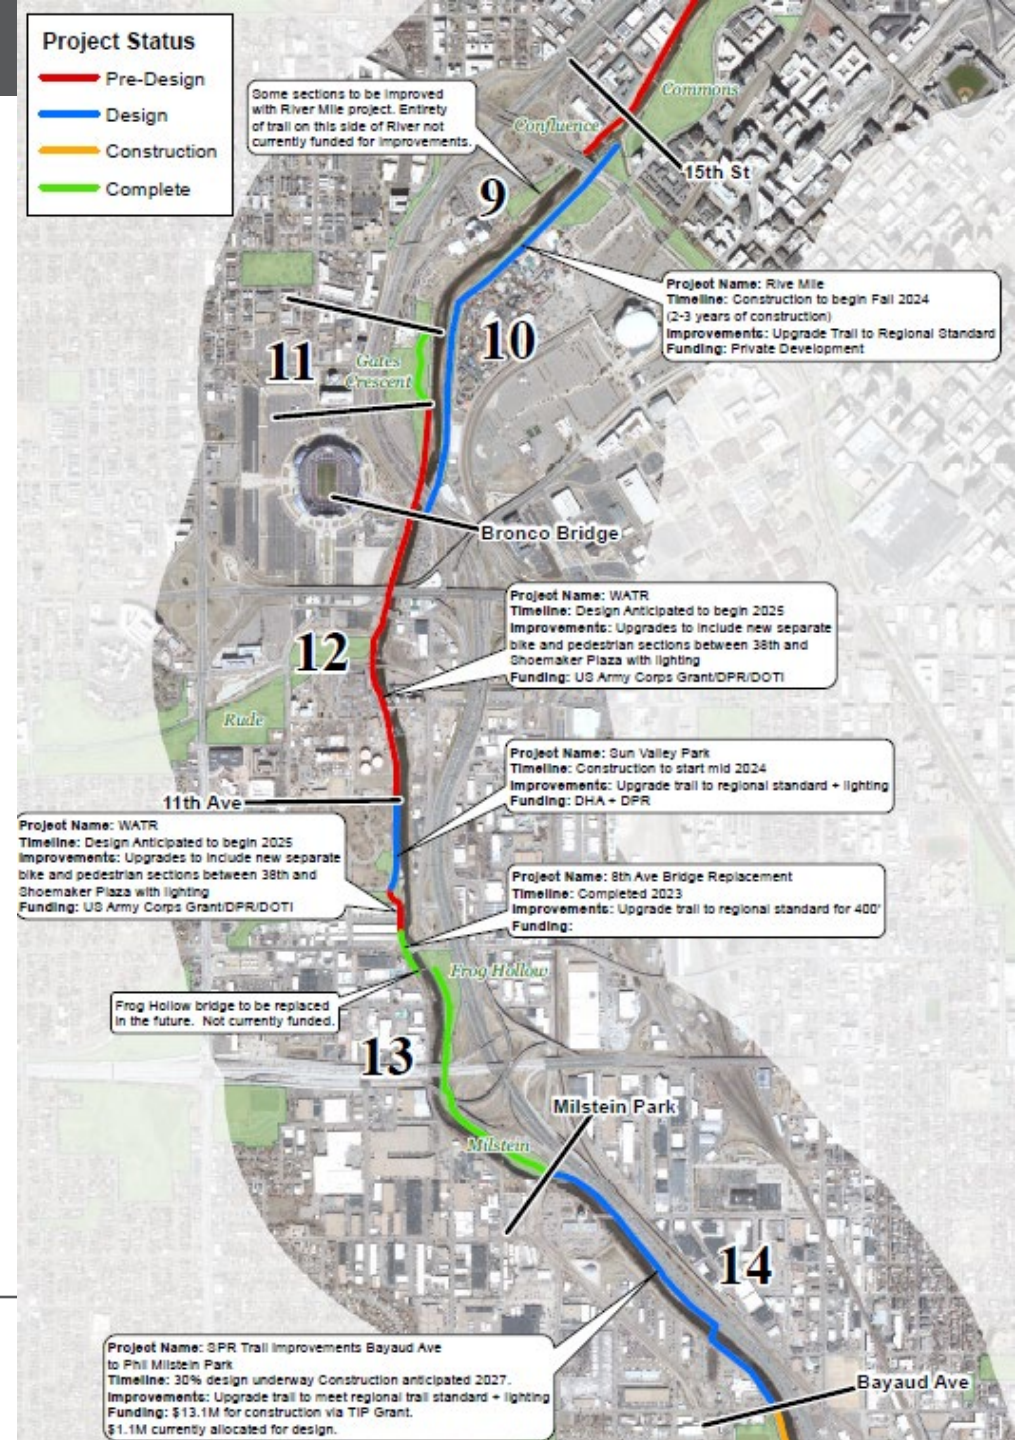 Project Status
Pre-Design
Design
Construction
Complete
Some sections to be improved
with River Mile project. Entirety
of trail on this side of River not
currently funded for improvements.
Commons
Confluence
15th St
9
Project Name: Rive Mile
Timeline: Construction to begin Fall 2024
(2-3 years of construction)
Improvements: Upgrade Trail to Regional Standard
Funding: Private Development
10
11
Gates
Crescent
Bronco Bridge
Project Name: WATR
Timeline: Design Anticipated to begin 2025
Improvements: Upgrades to include new separate
bike and pedestrian sections between 38th and
Shoemaker Plaza with lighting
Funding: US Army Corps Grant/DPR/DOTI
12
Rude
Project Name: Sun Valley Park
Timeline: Construction to start mid 2024
Improvements: Upgrade trail to regional standard + lighting
Funding: DHA + DPR
11th Ave
Project Name: WATR
Timeline: Design Anticipated to begin 2025
Improvements: Upgrades to include new separate
bike and pedestrian sections between 38th and
Shoemaker Plaza with lighting
Funding: US Army Corps Grant/DPR/DOTI
Project Name: 8th Ave Bridge Replacement
Timeline: Completed 2023
Improvements: Upgrade trail to regional standard for 400'
Funding:
Frog Hollow
Frog Hollow bridge to be replaced
in the future. Not currently funded.
13
Milstein Park
Milstein
14
Project Name: SPR Trail Improvements Bayaud Ave
to Phil Milstein Park
Timeline: 30% design underway Construction anticipated 2027.
Improvements: Upgrade trail to meet regional trail standard + lighting
Funding: $13.1M for construction via TIP Grant.
$1.1M currently allocated for design.
Bayaud Ave